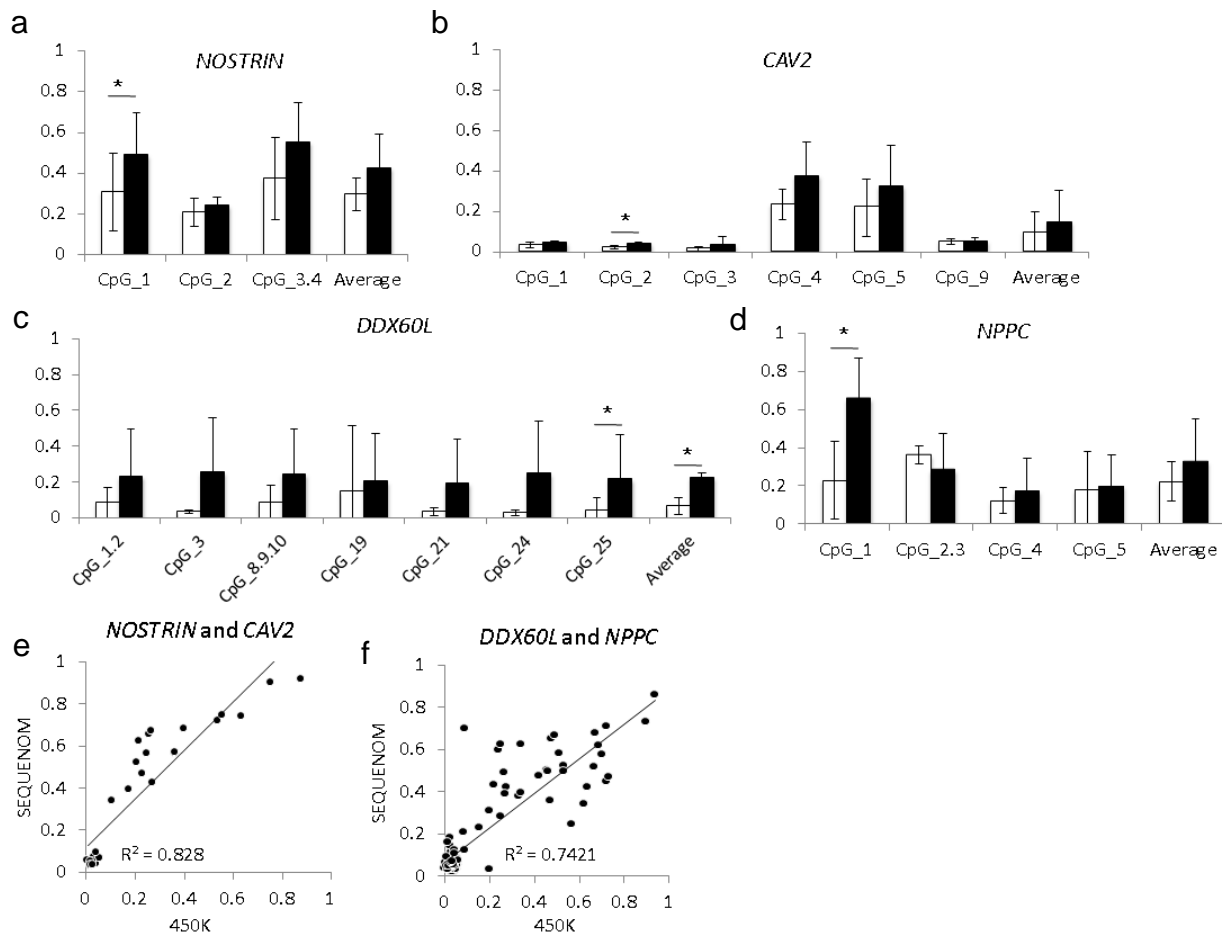 a
NOSTRIN
1
0.8
0.6
0.4
0.2
0
*
CpG_1 CpG_2 CpG_3.4 Average
b
CAV2
1
0.8
0.6
0.4
0.2
0
*
CpG_1 CpG_2 CpG_3 CpG_4 CpG_5 CpG_9 Average
c
DDX60L
1
0.8
0.6
0.4
0.2
0
*
*
CpG_1.2 CpG_3 CpG_8.9.10 CpG_19 CpG_21 CpG_24 CpG_25 Average
d
NPPC
1
0.8
0.6
0.4
0.2
0
*
CpG_1 CpG_2.3 CpG_4 CpG_5 Average
e
NOSTRIN and CAV2
SEQUENOM
1
0.8
0.6
0.4
0.2
0
R² = 0.828
0 0.2 0.4 0.6 0.8 1
450K
f
DDX60L and NPPC
SEQUENOM
1
0.8
0.6
0.4
0.2
0
R² = 0.7421
0 0.2 0.4 0.6 0.8 1
450K